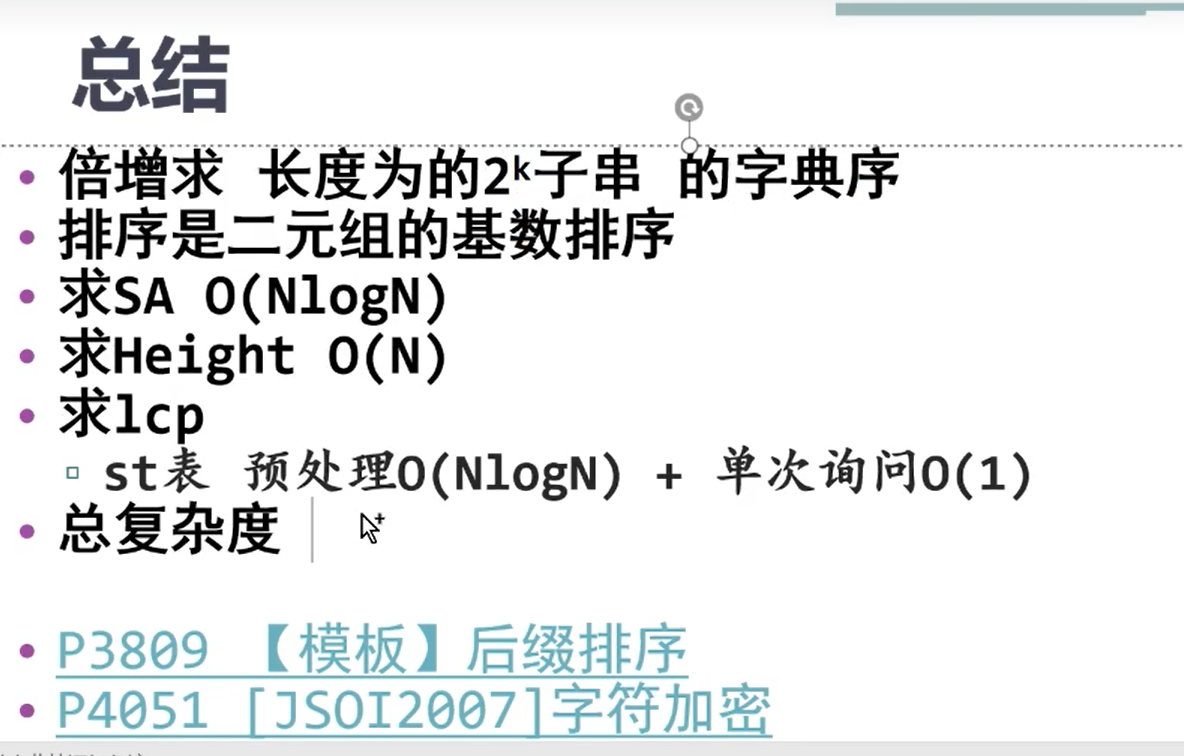 总结
倍增求 长度为的2ᵏ子串 的字典序
排序是二元组的基数排序
求SA O(NlogN)
求Height O(N)
求lcp
st表 预处理O(NlogN) + 单次询问O(1)
总复杂度
P3809 【模板】后缀排序
P4051 [JSOI2007]字符加密